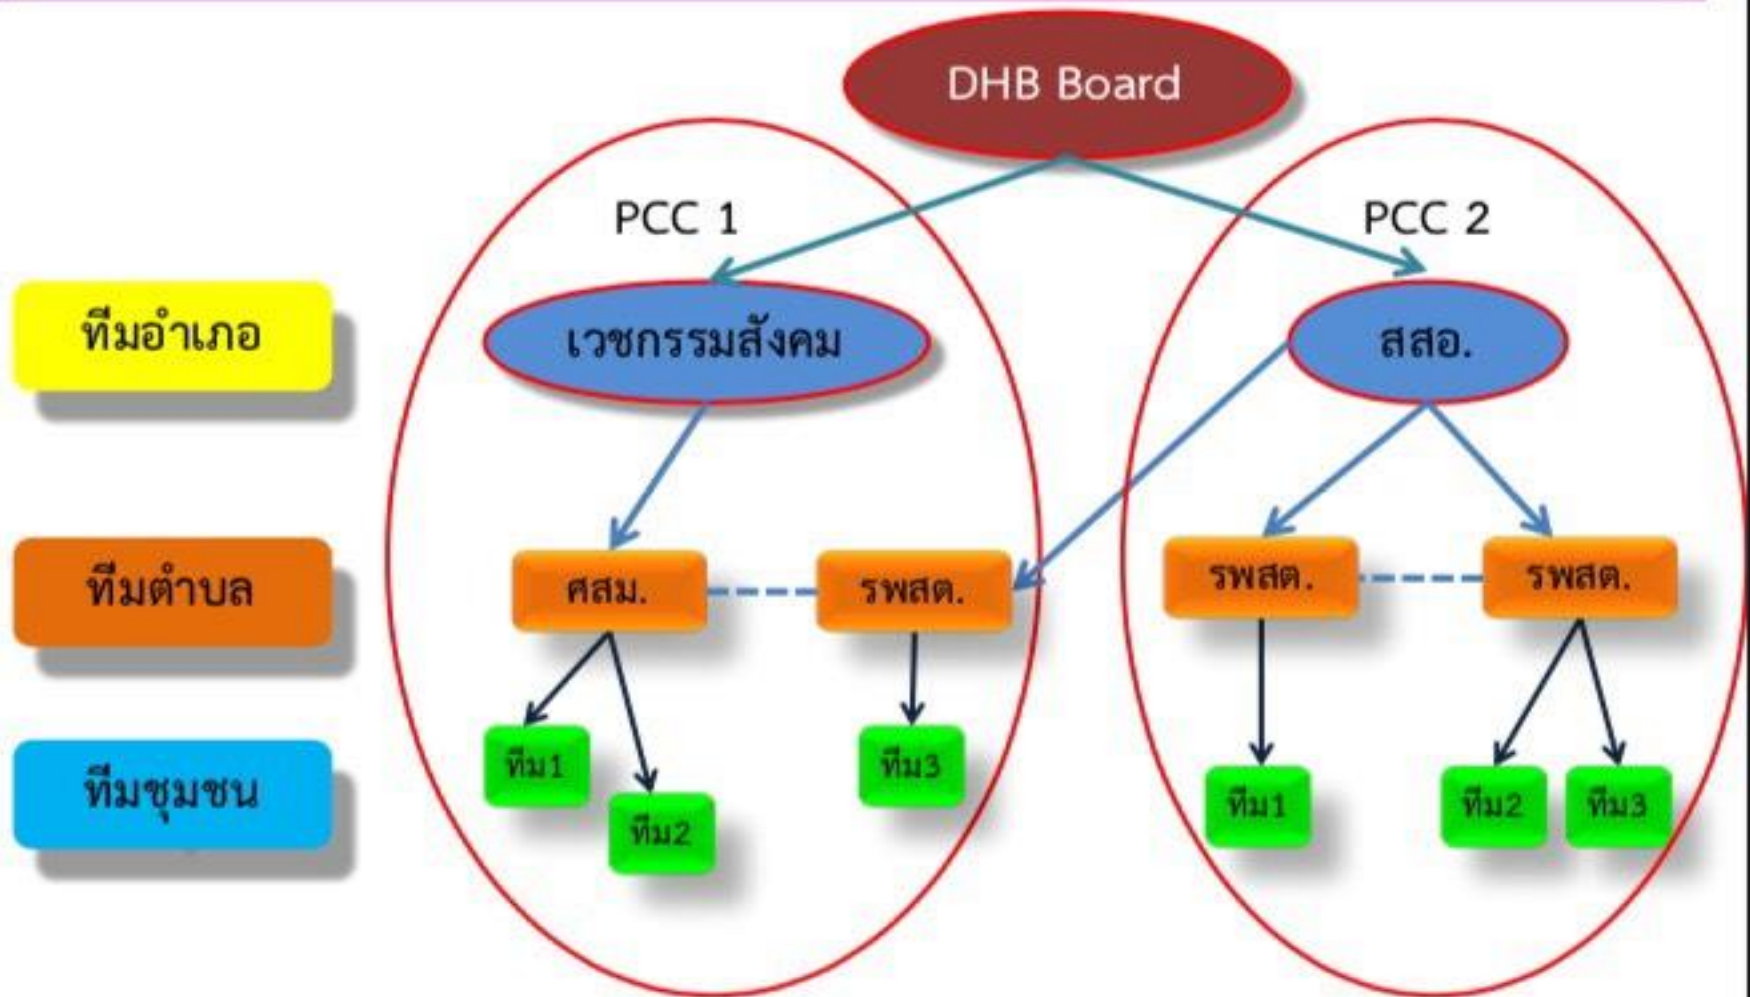 DHB Board
PCC 1
PCC 2
ทีมอำเภอ
เวชกรรมสังคม
สสอ.
ทีมตำบล
ศสม.
รพสต.
รพสต.
รพสต.
ทีมชุมชน
ทีม1
ทีม2
ทีม3
ทีม1
ทีม2
ทีม3